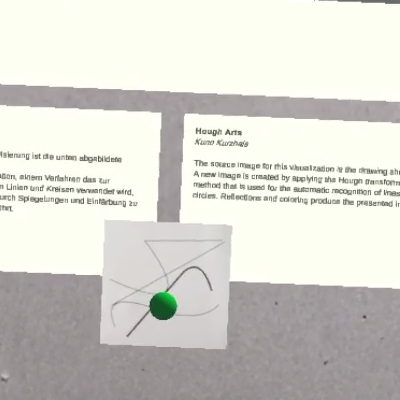 isierung ist die unten abgebildete
einem Verfahren das zur
Linien und Kreisen verwendet wird,
urch Spiegelungen und Einfärbung zu
Hough Arts
Kuno Kurzhals
The source image for this visualization is the drawing
A new image is created by applying the Hough transform
method that is used for the automatic recognition of lines
circles. Reflections and coloring produce the presented